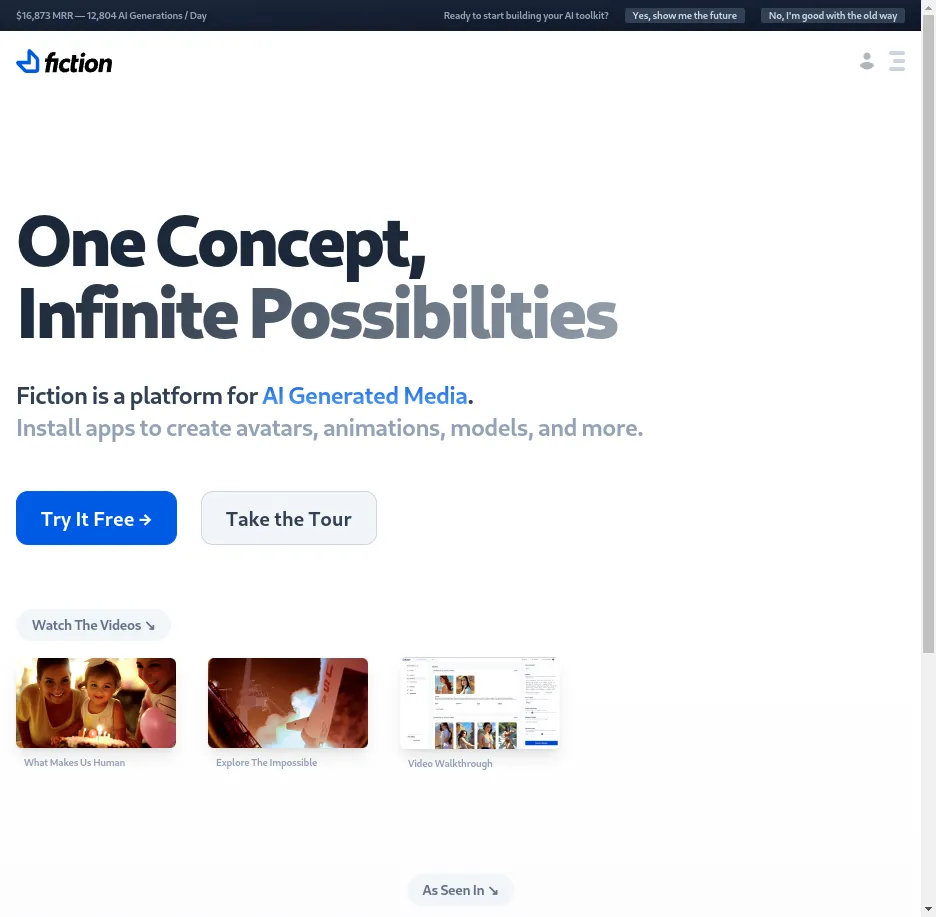 $16,873 MRR — 12,804 AI Generations / Day
Ready to start building your AI toolkit?
Yes, show me the future
No, I'm good with the old way
fiction
One Concept,
Infinite Possibilities
Fiction is a platform for AI Generated Media.
Install apps to create avatars, animations, models, and more.
Try It Free →
Take the Tour
Watch The Videos ↘
What Makes Us Human
Explore The Impossible
Video Walkthrough
As Seen In ↘